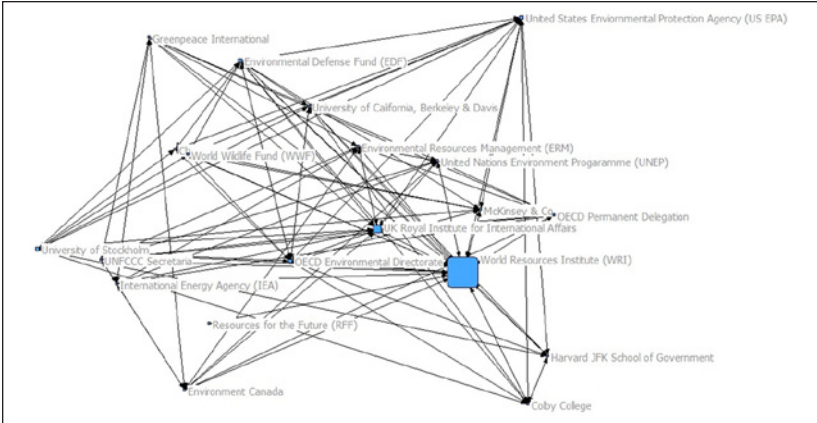 United States Enviornmental Protection Agency (US EPA)
Greenpeace International
Environmental Defense Fund (EDF)
University of Caifornia, Berkeley & Davis
Environmental Resources Management (ERM)
World Wildlife Fund (WWF)
United Nations Environment Progaramme (UNEP)
McKinsey & Co
OECD Permanent Delegation
UK Royal Institute for International Affairs
University of Stockholm
UNFCCC Secretaria
OECD Environmental Directorate
World Resources Institute (WRI)
International Energy Agency (IEA)
Resources for the Future (RFF)
Harvard JFK School of Government
Environment Canada
Coby College